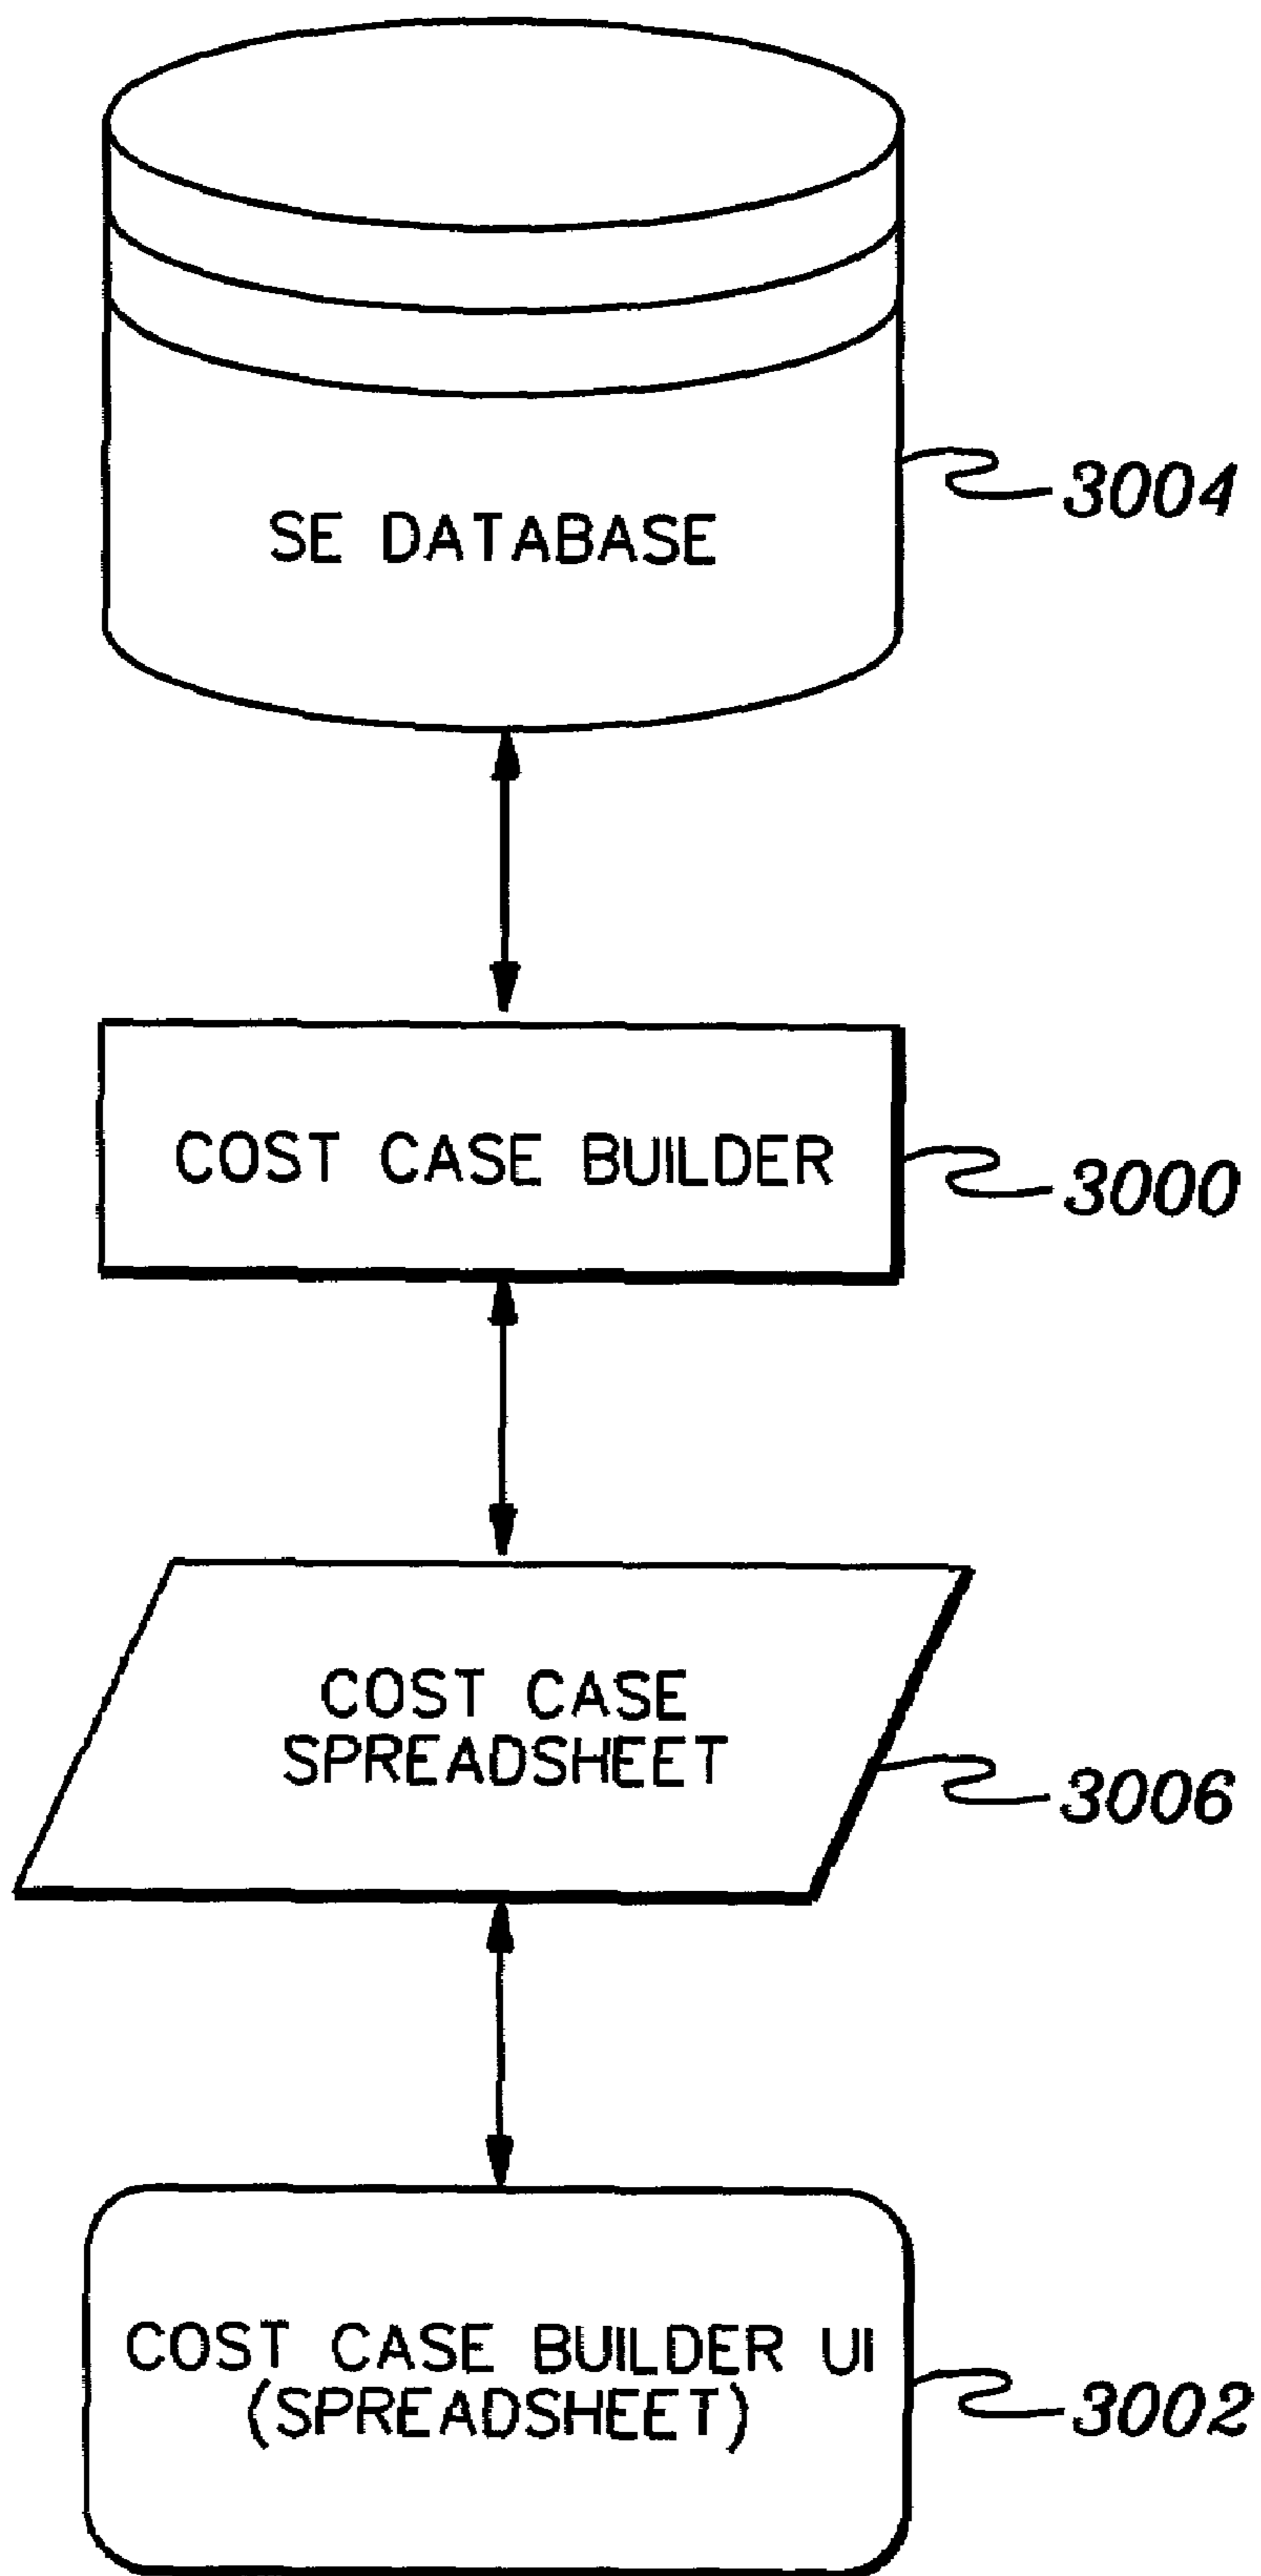 SE DATABASE
3004
COST CASE BUILDER
3000
COST CASE
SPREADSHEET
3006
COST CASE BUILDER UI
(SPREADSHEET)
3002